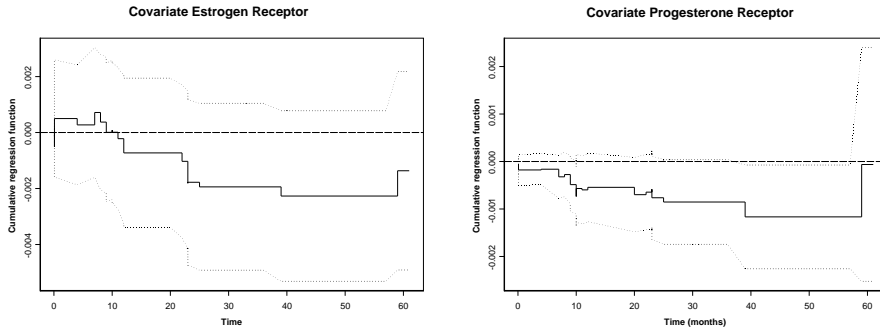 Covariate Estrogen Receptor
Cumulative regression function
0.002
0.000
-0.002
-0.004
0 10 20 30 40 50 60
Time
Covariate Progesterone Receptor
Cumulative regression function
0.002
0.001
0.000
-0.001
-0.002
0 10 20 30 40 50 60
Time (months)